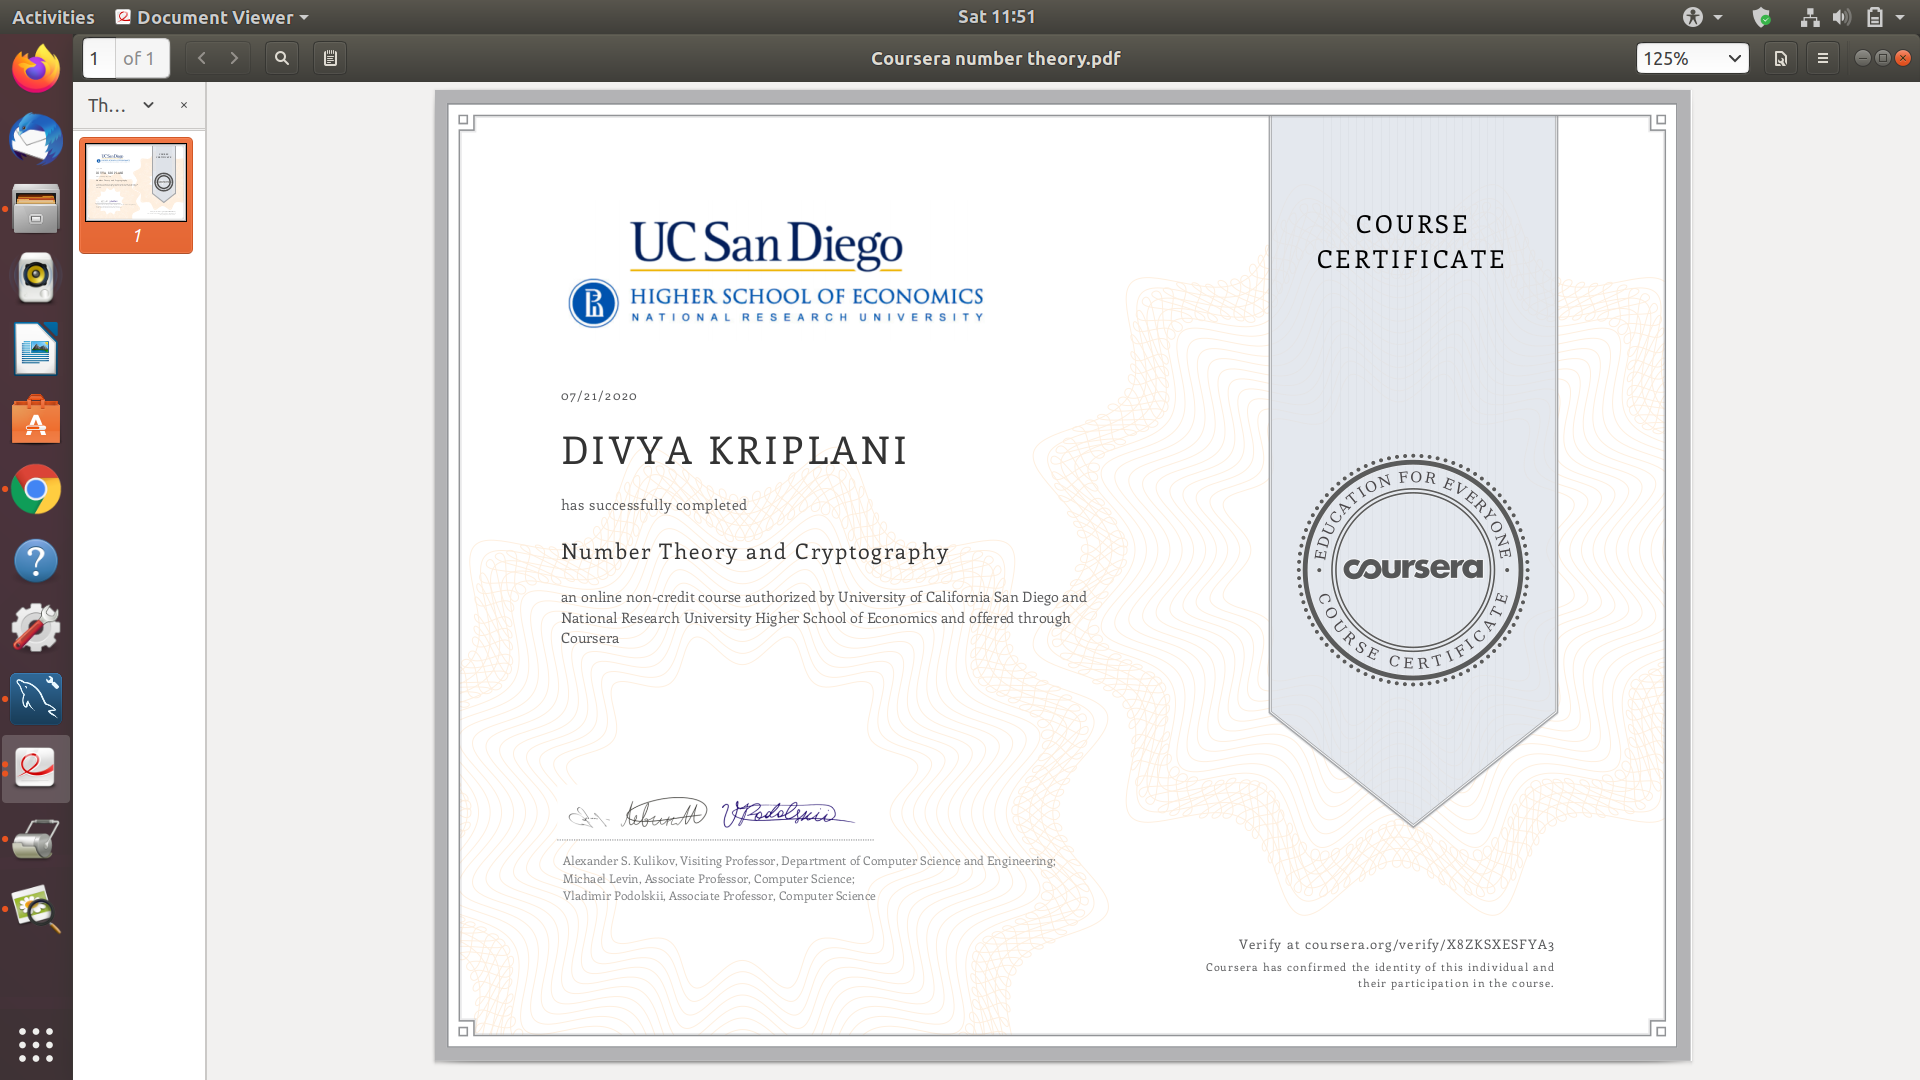 Activities
Document Viewer
Sat 11:51
1 of 1
Coursera number theory.pdf
125%
Th...
1
UC San Diego
HIGHER SCHOOL OF ECONOMICS
NATIONAL RESEARCH UNIVERSITY
COURSE
CERTIFICATE
07/21/2020
DIVYA KRIPLANI
has successfully completed
Number Theory and Cryptography
an online non-credit course authorized by University of California San Diego and
National Research University Higher School of Economics and offered through
Coursera
EDUCATION FOR EVERYONE
coursera
COURSE CERTIFICATE
VPodolskii
Alexander S. Kulikov, Visiting Professor, Department of Computer Science and Engineering;
Michael Levin, Associate Professor, Computer Science;
Vladimir Podolskii, Associate Professor, Computer Science
Verify at coursera.org/verify/X8ZKSXESFYA3
Coursera has confirmed the identity of this individual and
their participation in the course.